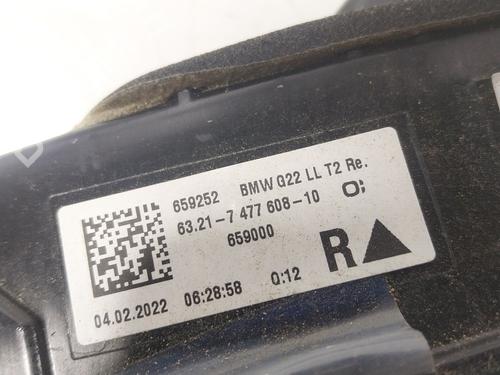 659252 BMW G22 LL T2 Re.
63.21-7 477 608-10
659000
R
04.02.2022 06:28:58 Q:12